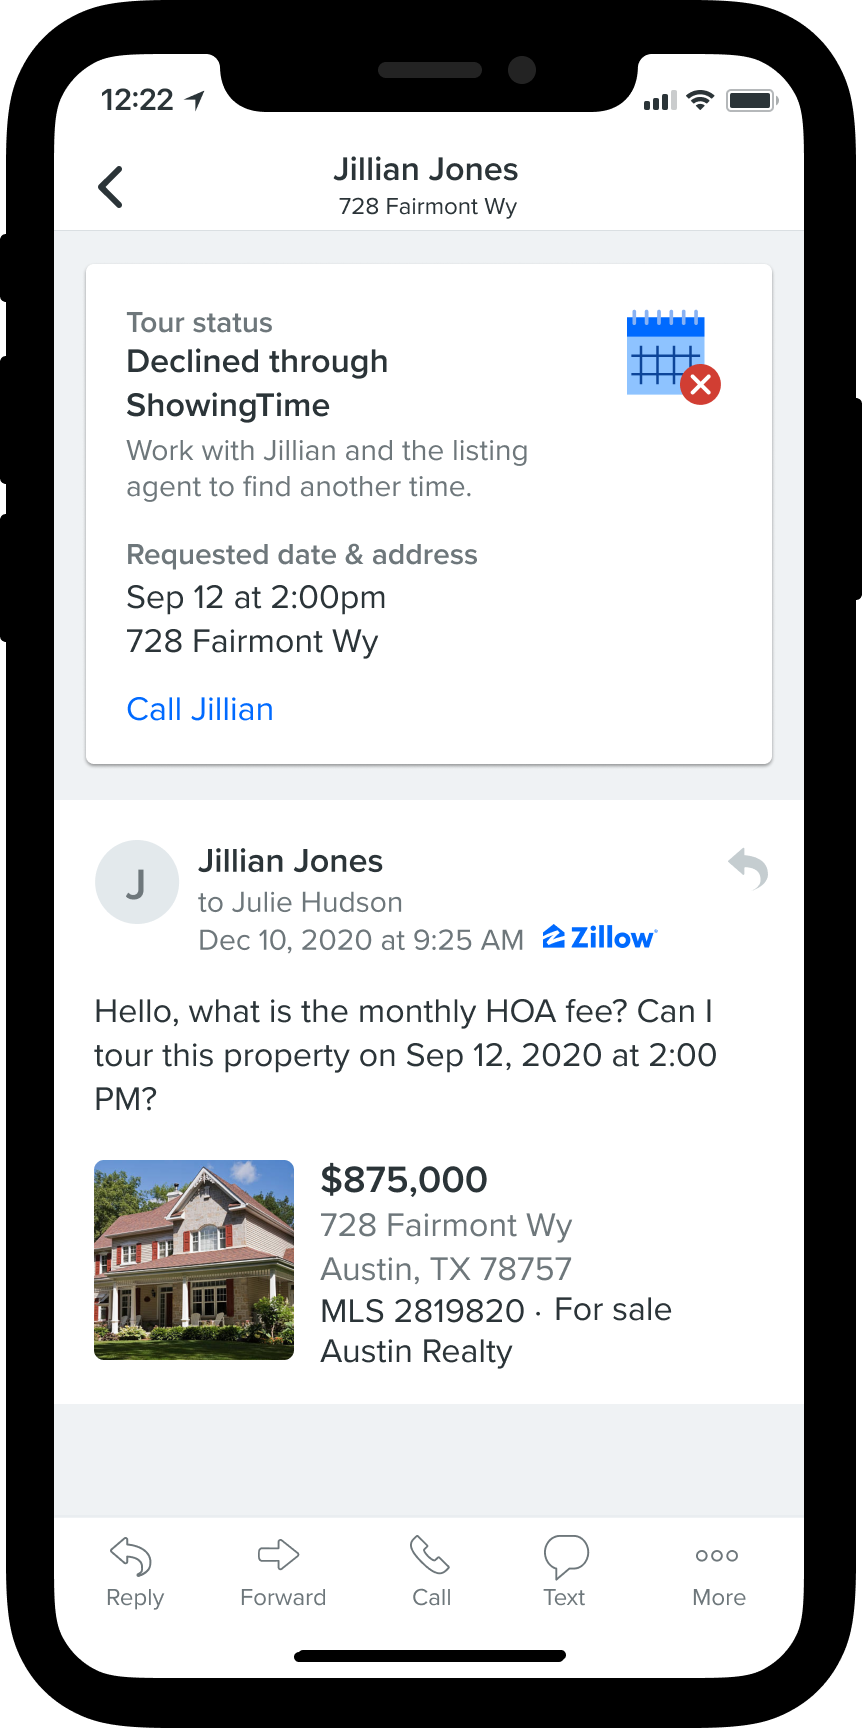 12:22
Jillian Jones
728 Fairmont Wy
Tour status
Declined through
ShowingTime
Work with Jillian and the listing
agent to find another time.
Requested date & address
Sep 12 at 2:00pm
728 Fairmont Wy
Call Jillian
J
Jillian Jones
to Julie Hudson
Dec 10, 2020 at 9:25 AM Zillow
Hello, what is the monthly HOA fee? Can I
tour this property on Sep 12, 2020 at 2:00
PM?
$875,000
728 Fairmont Wy
Austin, TX 78757
MLS 2819820 · For sale
Austin Realty
Reply Forward Call Text More